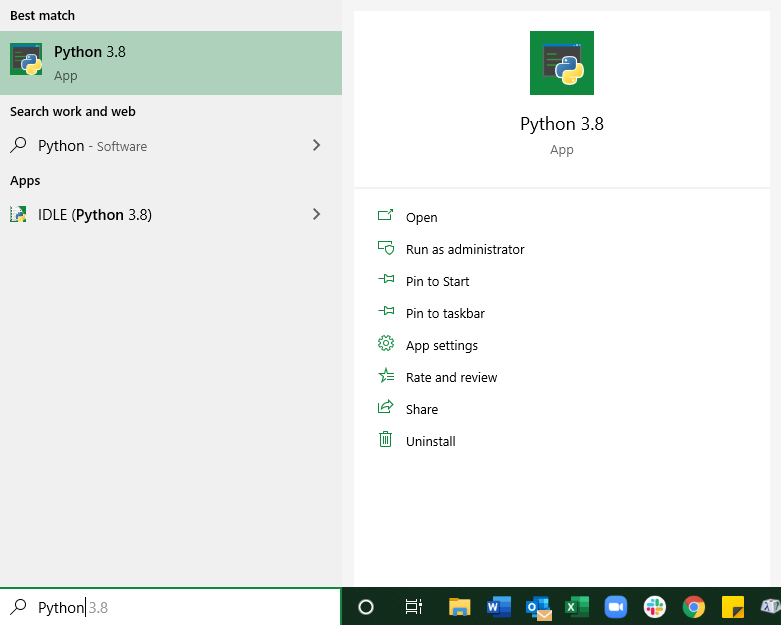 Best match
Python 3.8
App
Search work and web
Python - Software
Apps
IDLE (Python 3.8)
Python 3.8
App
Open
Run as administrator
Pin to Start
Pin to taskbar
App settings
Rate and review
Share
Uninstall
Python 3.8